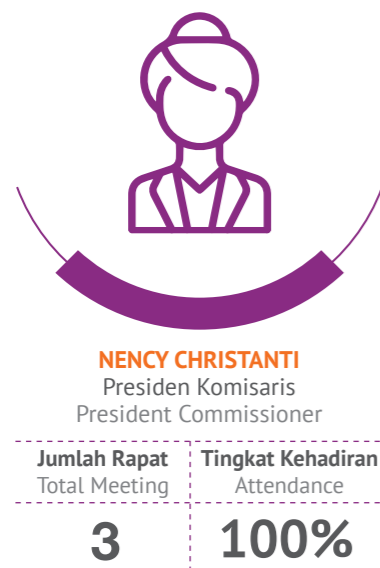 NENCY CHRISTANTI
Presiden Komisaris
President Commissioner
Jumlah Rapat Tingkat Kehadiran
Total Meeting Attendance
3 100%